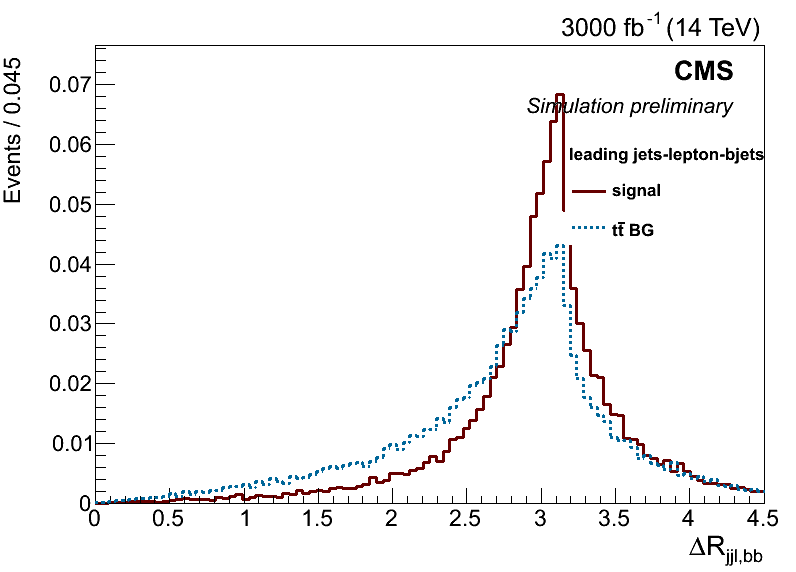 3000 fb⁻¹ (14 TeV)
Events / 0.045
CMS
Simulation preliminary
leading jets-lepton-bjets
signal
tt̄ BG
0.07
0.06
0.05
0.04
0.03
0.02
0.01
0
0 0.5 1 1.5 2 2.5 3 3.5 4 4.5
ΔR_jjl,bb